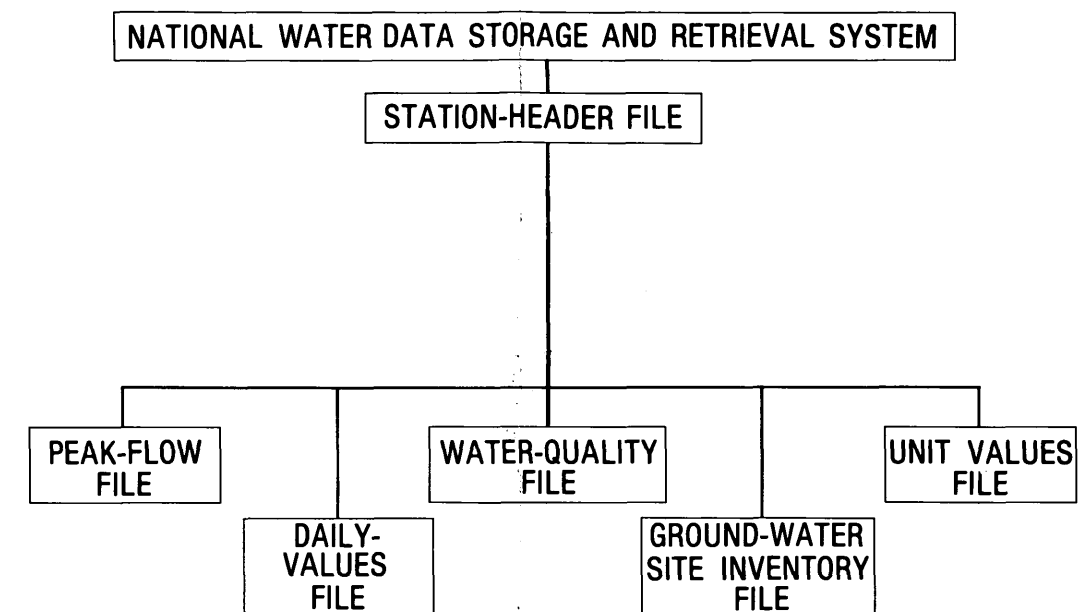 NATIONAL WATER DATA STORAGE AND RETRIEVAL SYSTEM
STATION-HEADER FILE
PEAK-FLOW
FILE
WATER-QUALITY
FILE
UNIT VALUES
FILE
DAILY-
VALUES
FILE
GROUND-WATER
SITE INVENTORY
FILE